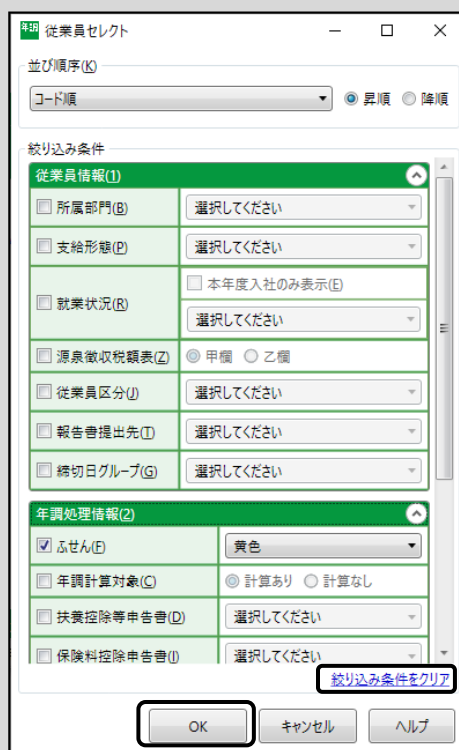 年調 従業員セレクト
並び順序(K)
コード順 昇順 降順
絞り込み条件
従業員情報(1)
所属部門(B) 選択してください
支給形態(P) 選択してください
本年度入社のみ表示(E)
就業状況(R)
選択してください
源泉徴収税額表(Z) 甲欄 乙欄
従業員区分(J) 選択してください
報告書提出先(T) 選択してください
締切日グループ(G) 選択してください
年調処理情報(2)
ふせん(F) 黄色
年調計算対象(C) 計算あり 計算なし
扶養控除等申告書(D) 選択してください
保険料控除申告書(I) 選択してください
絞り込み条件をクリア
OK キャンセル ヘルプ